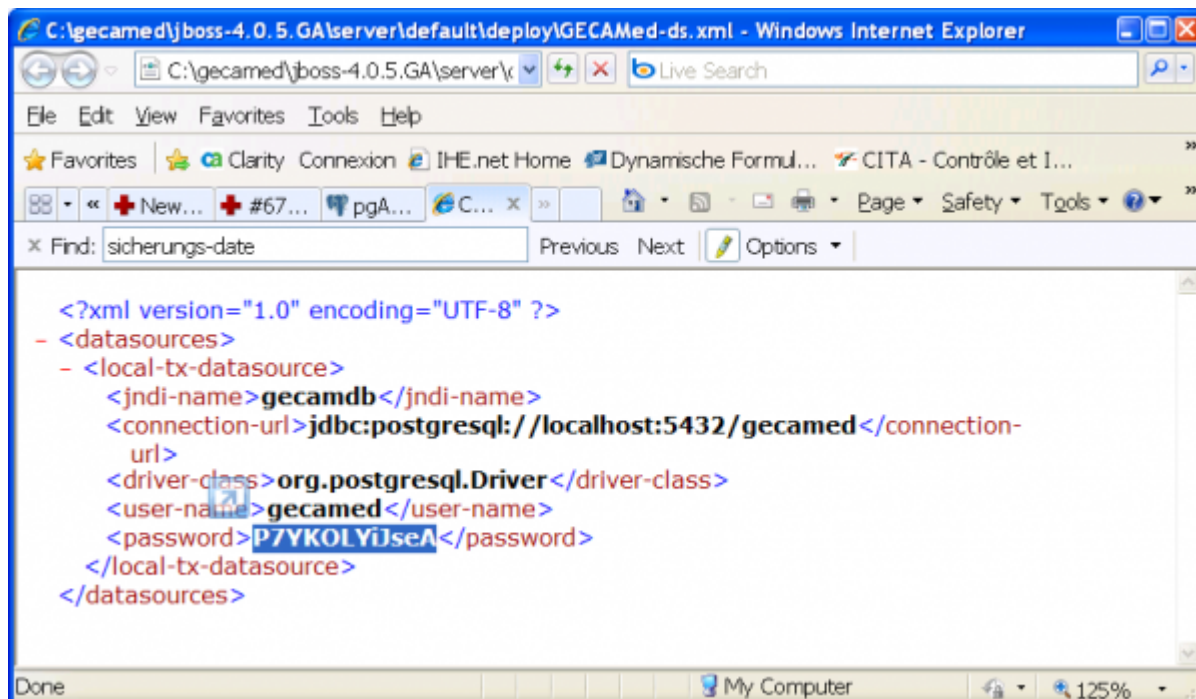 C:\gecamed\jboss-4.0.5.GA\server\default\deploy\GECAMed-ds.xml - Windows Internet Explorer
C:\gecamed\jboss-4.0.5.GA\server\c Live Search
File Edit View Favorites Tools Help
Favorites Clarity Connexion IHE.net Home Dynamische Formul... CITA - Contrôle et I... »
« New... #67... pgA... C... × » Page Safety Tools »
× Find: sicherungs-date Previous Next Options
<?xml version="1.0" encoding="UTF-8" ?>
- <datasources>
- <local-tx-datasource>
<jndi-name>gecamdb</jndi-name>
<connection-url>jdbc:postgresql://localhost:5432/gecamed</connection-
url>
<driver-class>org.postgresql.Driver</driver-class>
<user-name>gecamed</user-name>
<password>P7YKOLYiJseA</password>
</local-tx-datasource>
</datasources>
Done My Computer 125%